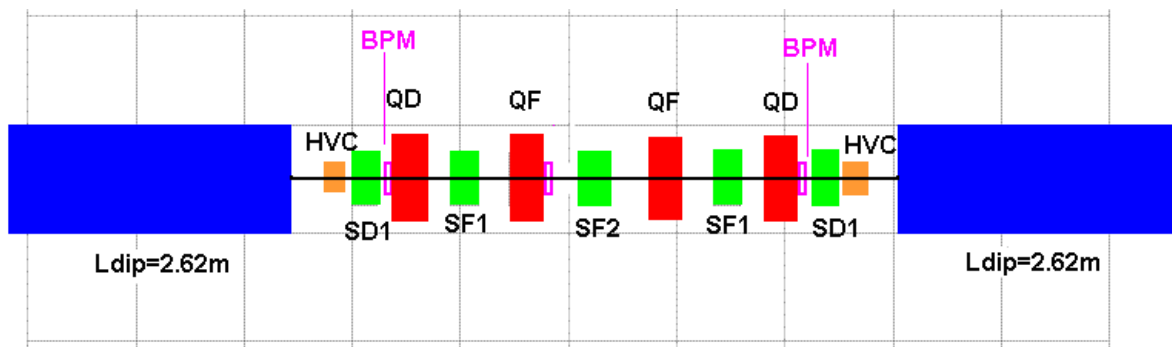 BPM
BPM
QD
QF
QF
QD
HVC
HVC
SD1
SF1
SF2
SF1
SD1
Ldip=2.62m
Ldip=2.62m